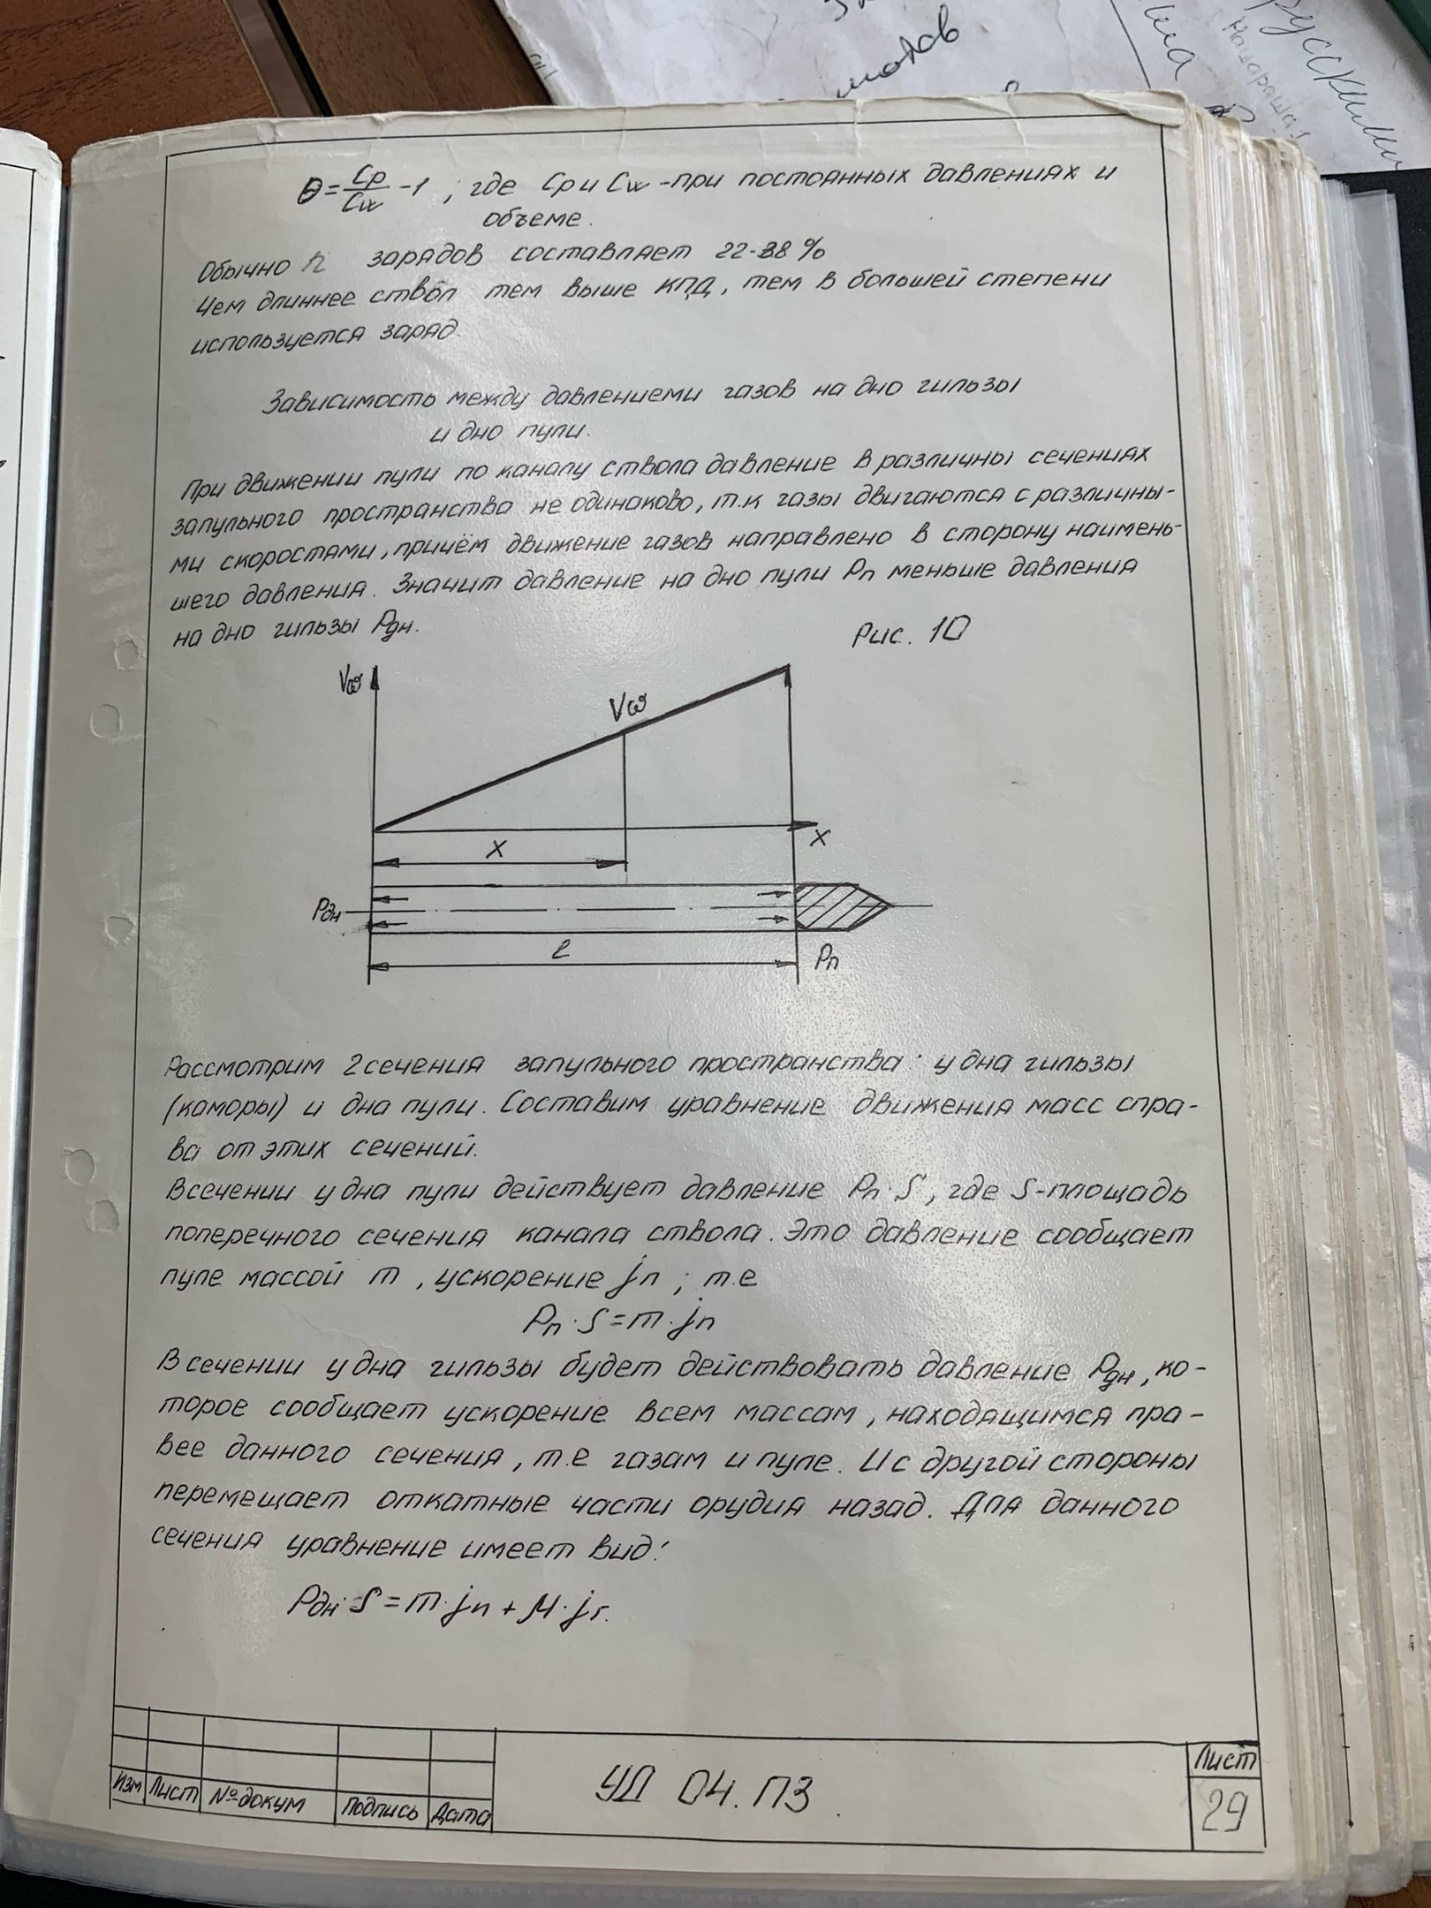 мотов
русскими
θ = Cp/Cw - 1 ; где Cp и Cw - при постоянных давлениях и
объеме.
Обычно η зарядов составляет 22-38 %
Чем длиннее ствол тем выше КПД, тем в большей степени
используется заряд.
Зависимость между давлениеми газов на дно гильзы
и дно пули.
При движении пули по каналу ствола давление в различны сечениях
запульного пространства не одинаково, т.к газы двигаются с различны-
ми скоростями, причём движение газов направлено в сторону наимень-
шего давления. Значит давление на дно пули Pп меньше давления
на дно гильзы Pдн.
Рис. 10
Vω
Vω
x
x
Pдн
ℓ
Pп
Рассмотрим 2 сечения запульного пространства: у дна гильзы
(каморы) и дна пули. Составим уравнение движения масс спра-
ва от этих сечений.
В сечении у дна пули действует давление Pп · S, где S-площадь
поперечного сечения канала ствола. Это давление сообщает
пуле массой m, ускорение jп ; т.е
Pп · S = m · jп
В сечении у дна гильзы будет действовать давление Pдн, ко-
торое сообщает ускорение всем массам, находящимся пра-
вее данного сечения, т.е газам и пуле. И с другой стороны
перемещает откатные части орудия назад. Для данного
сечения уравнение имеет вид:
Pдн · S = m · jп + μ · jг.
Изм Лист № докум Подпись Дата
УД 04. ПЗ.
Лист
29